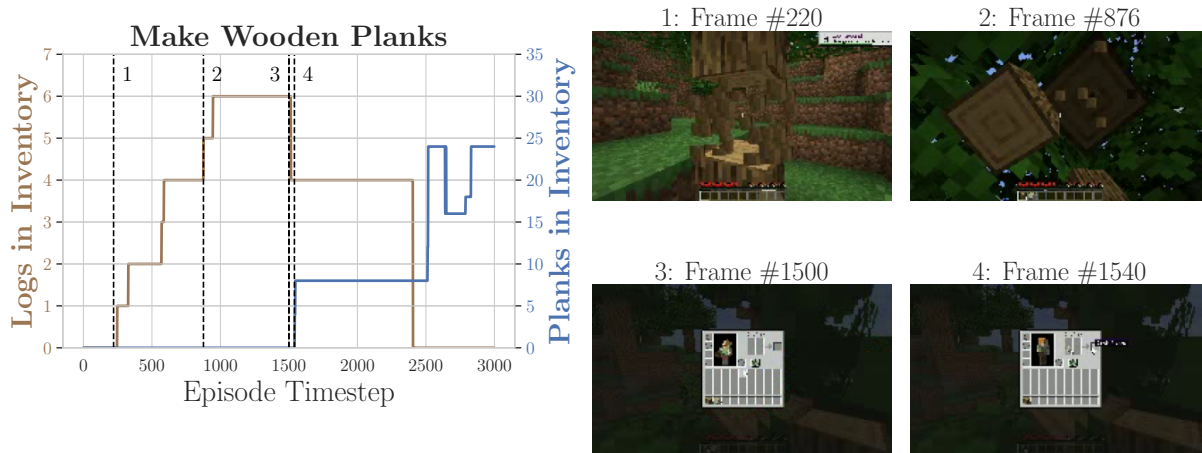 Make Wooden Planks
Logs in Inventory
7
6
5
4
3
2
1
0
1 2 3 4
35
30
25
20
15
10
5
0
Planks in Inventory
0 500 1000 1500 2000 2500 3000
Episode Timestep
1: Frame #220
2: Frame #876
3: Frame #1500
4: Frame #1540